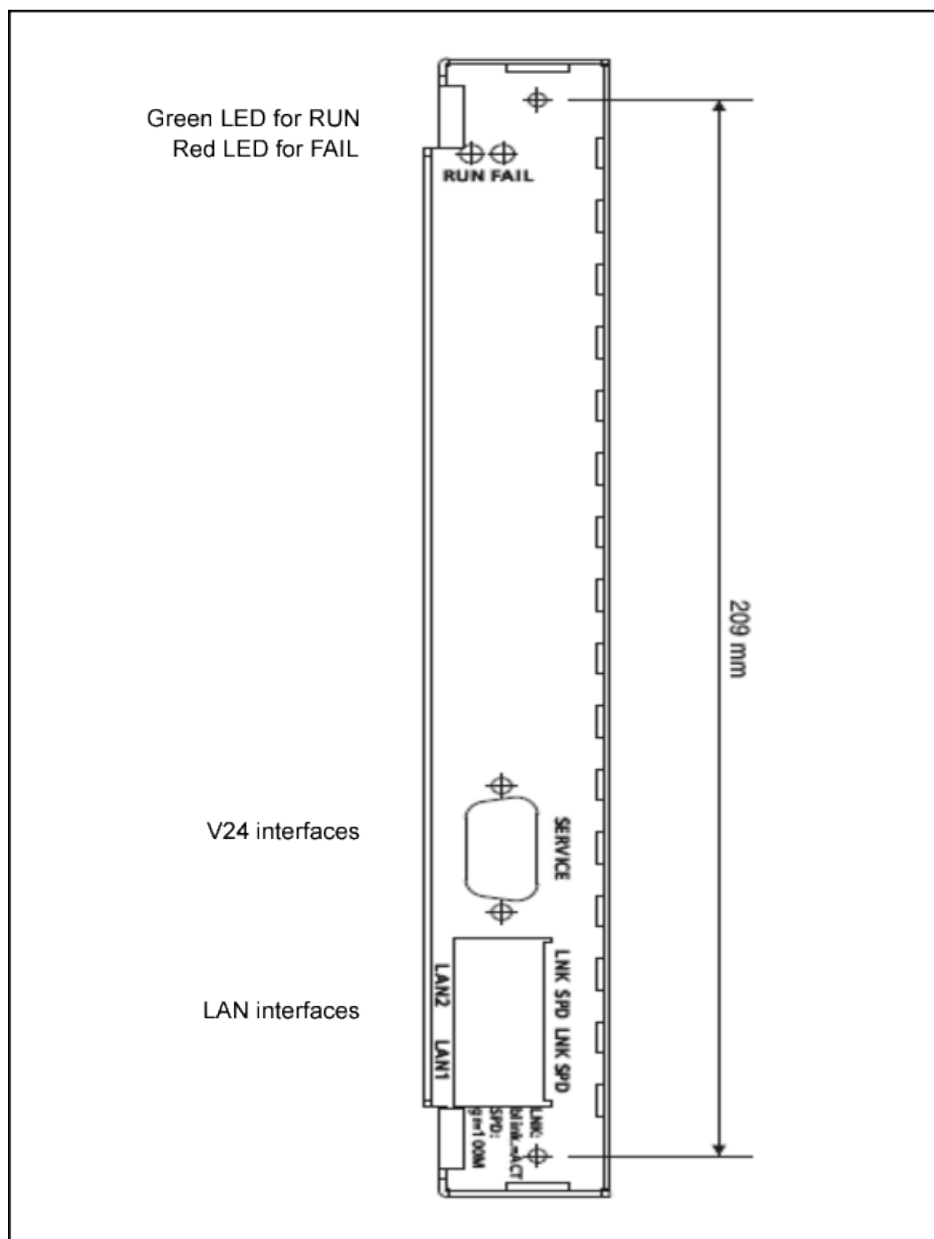 Green LED for RUN
Red LED for FAIL
RUN FAIL
209 mm
V24 interfaces
SERVICE
LAN interfaces
LAN2
LAN1
LNK SPD LNK SPD
LNK:
blink.=ACT
SPD:
gr=100M